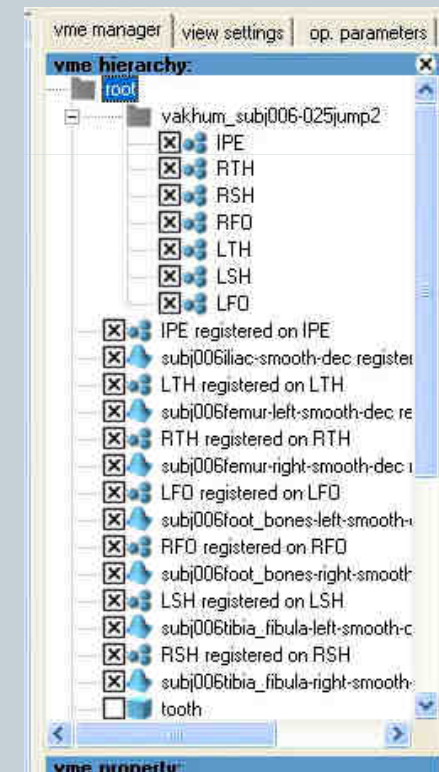 vme manager view settings op. parameters
vme hierarchy:
root
vakhum_subj006-025jump2
IPE
RTH
RSH
RFO
LTH
LSH
LFO
IPE registered on IPE
subj006iliac-smooth-dec register
LTH registered on LTH
subj006femur-left-smooth-dec re
RTH registered on RTH
subj006femur-right-smooth-dec
LFO registered on LFO
subj006foot_bones-left-smooth-
RFO registered on RFO
subj006foot_bones-right-smooth
LSH registered on LSH
subj006tibia_fibula-left-smooth-
RSH registered on RSH
subj006tibia_fibula-right-smooth-
tooth
vme property: